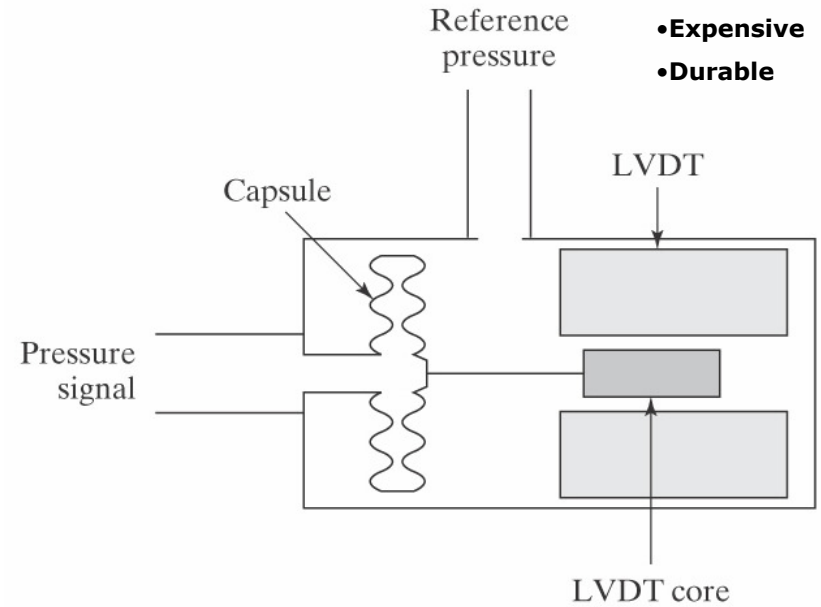 Reference
pressure
•Expensive
•Durable
LVDT
Capsule
Pressure
signal
LVDT core